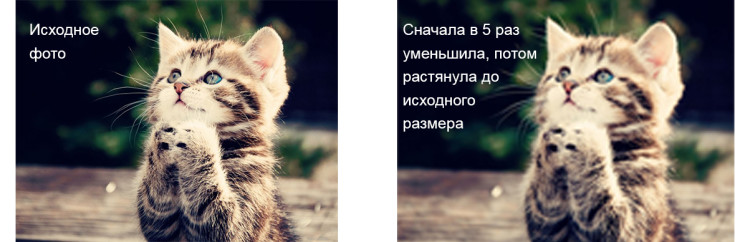 Исходное
фото
Сначала в 5 раз
уменьшила, потом
растянула до
исходного
размера